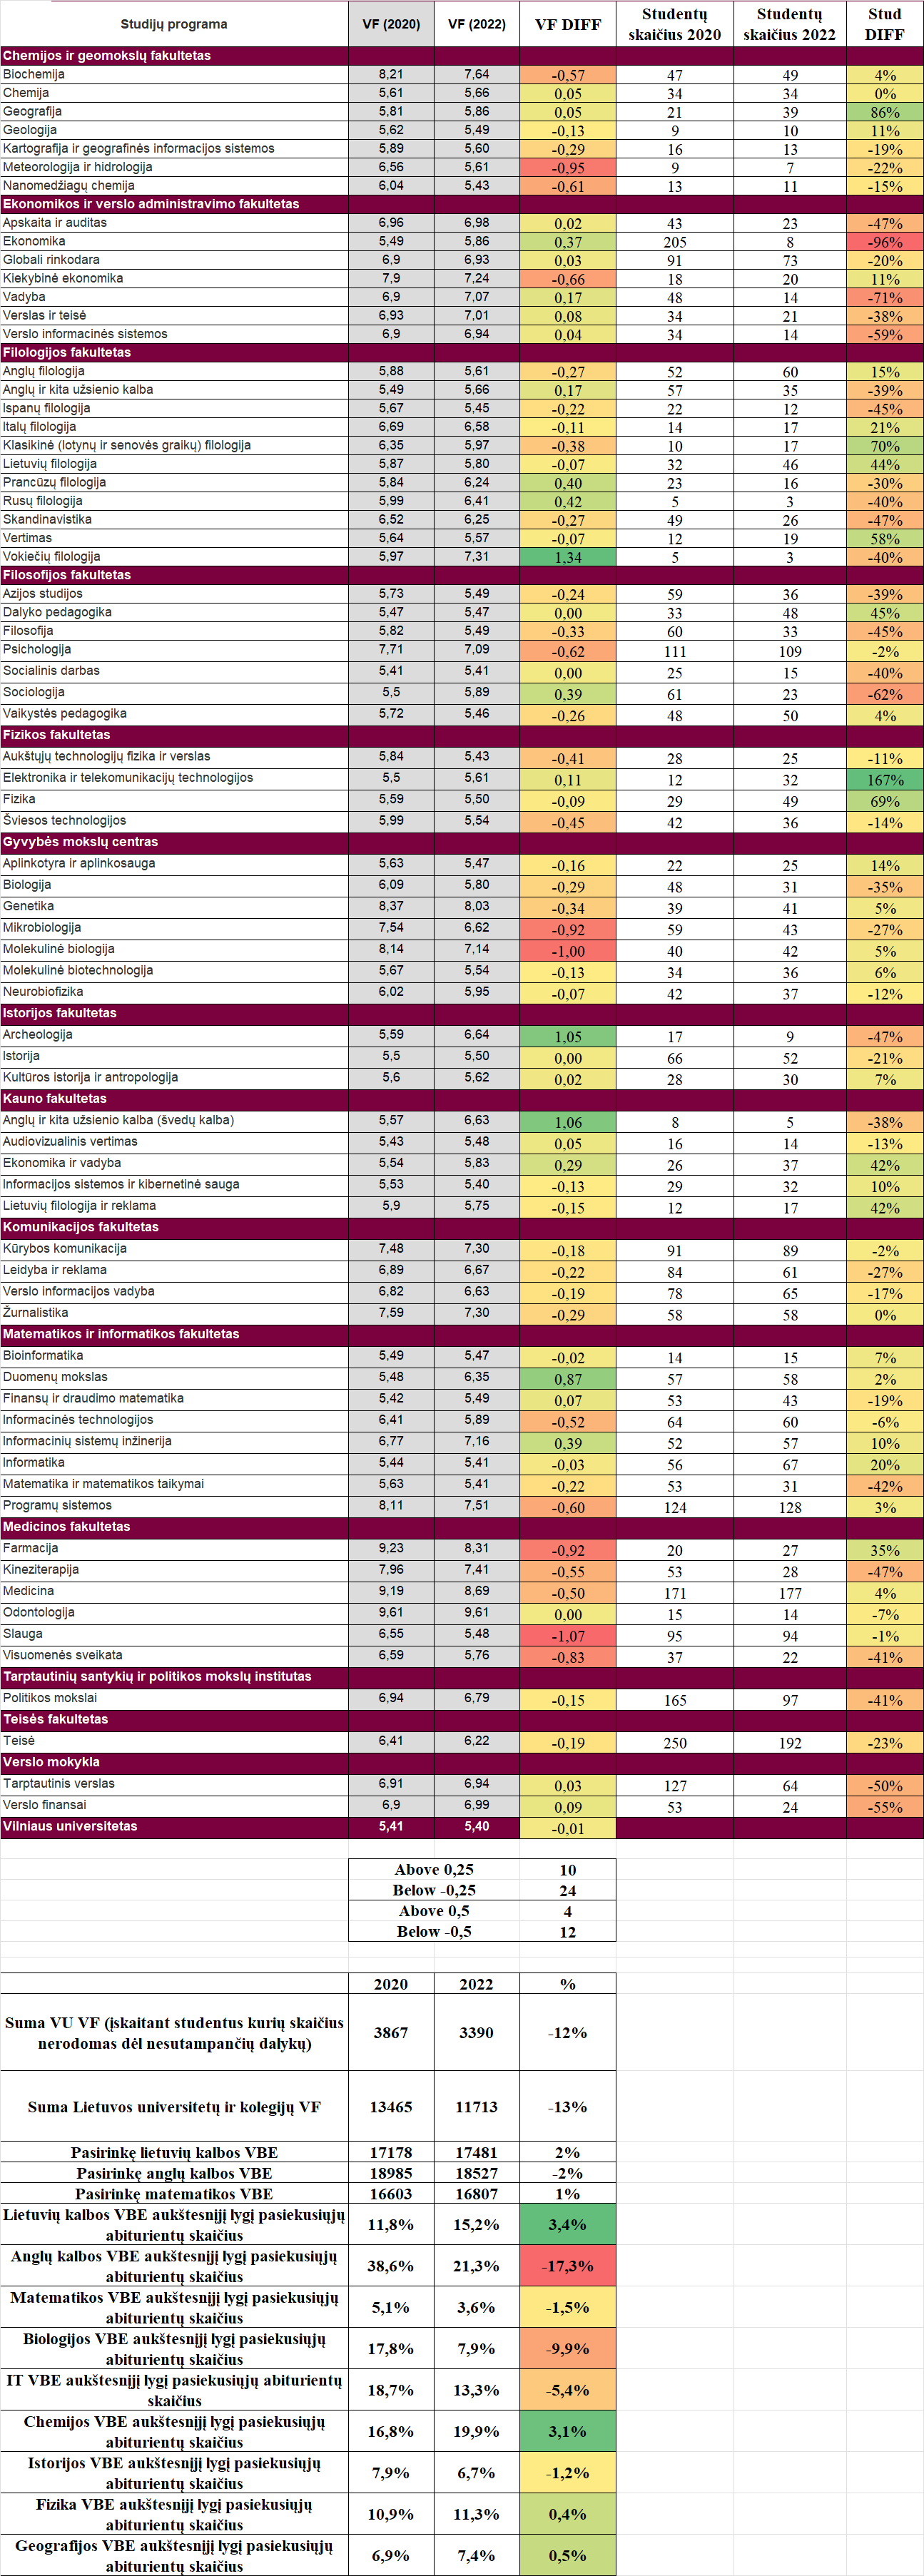 Studijų programa VF (2020) VF (2022) VF DIFF Studentų skaičius 2020 Studentų skaičius 2022 Stud DIFF
Chemijos ir geomokslų fakultetas
Biochemija 8,21 7,64 -0,57 47 49 4%
Chemija 5,61 5,66 0,05 34 34 0%
Geografija 5,81 5,86 0,05 21 39 86%
Geologija 5,62 5,49 -0,13 9 10 11%
Kartografija ir geografinės informacijos sistemos 5,89 5,60 -0,29 16 13 -19%
Meteorologija ir hidrologija 6,56 5,61 -0,95 9 7 -22%
Nanomedžiagų chemija 6,04 5,43 -0,61 13 11 -15%
Ekonomikos ir verslo administravimo fakultetas
Apskaita ir auditas 6,96 6,98 0,02 43 23 -47%
Ekonomika 5,49 5,86 0,37 205 8 -96%
Globali rinkodara 6,9 6,93 0,03 91 73 -20%
Kiekybinė ekonomika 7,9 7,24 -0,66 18 20 11%
Vadyba 6,9 7,07 0,17 48 14 -71%
Verslas ir teisė 6,93 7,01 0,08 34 21 -38%
Verslo informacinės sistemos 6,9 6,94 0,04 34 14 -59%
Filologijos fakultetas
Anglų filologija 5,88 5,61 -0,27 52 60 15%
Anglų ir kita užsienio kalba 5,49 5,66 0,17 57 35 -39%
Ispanų filologija 5,67 5,45 -0,22 22 12 -45%
Italų filologija 6,69 6,58 -0,11 14 17 21%
Klasikinė (lotynų ir senovės graikų) filologija 6,35 5,97 -0,38 10 17 70%
Lietuvių filologija 5,87 5,80 -0,07 32 46 44%
Prancūzų filologija 5,84 6,24 0,40 23 16 -30%
Rusų filologija 5,99 6,41 0,42 5 3 -40%
Skandinavistika 6,52 6,25 -0,27 49 26 -47%
Vertimas 5,64 5,57 -0,07 12 19 58%
Vokiečių filologija 5,97 7,31 1,34 5 3 -40%
Filosofijos fakultetas
Azijos studijos 5,73 5,49 -0,24 59 36 -39%
Dalyko pedagogika 5,47 5,47 0,00 33 48 45%
Filosofija 5,82 5,49 -0,33 60 33 -45%
Psichologija 7,71 7,09 -0,62 111 109 -2%
Socialinis darbas 5,41 5,41 0,00 25 15 -40%
Sociologija 5,5 5,89 0,39 61 23 -62%
Vaikystės pedagogika 5,72 5,46 -0,26 48 50 4%
Fizikos fakultetas
Aukštųjų technologijų fizika ir verslas 5,84 5,43 -0,41 28 25 -11%
Elektronika ir telekomunikacijų technologijos 5,5 5,61 0,11 12 32 167%
Fizika 5,59 5,50 -0,09 29 49 69%
Šviesos technologijos 5,99 5,54 -0,45 42 36 -14%
Gyvybės mokslų centras
Aplinkotyra ir aplinkosauga 5,63 5,47 -0,16 22 25 14%
Biologija 6,09 5,80 -0,29 48 31 -35%
Genetika 8,37 8,03 -0,34 39 41 5%
Mikrobiologija 7,54 6,62 -0,92 59 43 -27%
Molekulinė biologija 8,14 7,14 -1,00 40 42 5%
Molekulinė biotechnologija 5,67 5,54 -0,13 34 36 6%
Neurobiofizika 6,02 5,95 -0,07 42 37 -12%
Istorijos fakultetas
Archeologija 5,59 6,64 1,05 17 9 -47%
Istorija 5,5 5,50 0,00 66 52 -21%
Kultūros istorija ir antropologija 5,6 5,62 0,02 28 30 7%
Kauno fakultetas
Anglų ir kita užsienio kalba (švedų kalba) 5,57 6,63 1,06 8 5 -38%
Audiovizualinis vertimas 5,43 5,48 0,05 16 14 -13%
Ekonomika ir vadyba 5,54 5,83 0,29 26 37 42%
Informacijos sistemos ir kibernetinė sauga 5,53 5,40 -0,13 29 32 10%
Lietuvių filologija ir reklama 5,9 5,75 -0,15 12 17 42%
Komunikacijos fakultetas
Kūrybos komunikacija 7,48 7,30 -0,18 91 89 -2%
Leidyba ir reklama 6,89 6,67 -0,22 84 61 -27%
Verslo informacijos vadyba 6,82 6,63 -0,19 78 65 -17%
Žurnalistika 7,59 7,30 -0,29 58 58 0%
Matematikos ir informatikos fakultetas
Bioinformatika 5,49 5,47 -0,02 14 15 7%
Duomenų mokslas 5,48 6,35 0,87 57 58 2%
Finansų ir draudimo matematika 5,42 5,49 0,07 53 43 -19%
Informacinės technologijos 6,41 5,89 -0,52 64 60 -6%
Informacinių sistemų inžinerija 6,77 7,16 0,39 52 57 10%
Informatika 5,44 5,41 -0,03 56 67 20%
Matematika ir matematikos taikymai 5,63 5,41 -0,22 53 31 -42%
Programų sistemos 8,11 7,51 -0,60 124 128 3%
Medicinos fakultetas
Farmacija 9,23 8,31 -0,92 20 27 35%
Kineziterapija 7,96 7,41 -0,55 53 28 -47%
Medicina 9,19 8,69 -0,50 171 177 4%
Odontologija 9,61 9,61 0,00 15 14 -7%
Slauga 6,55 5,48 -1,07 95 94 -1%
Visuomenės sveikata 6,59 5,76 -0,83 37 22 -41%
Tarptautinių santykių ir politikos mokslų institutas
Politikos mokslai 6,94 6,79 -0,15 165 97 -41%
Teisės fakultetas
Teisė 6,41 6,22 -0,19 250 192 -23%
Verslo mokykla
Tarptautinis verslas 6,91 6,94 0,03 127 64 -50%
Verslo finansai 6,9 6,99 0,09 53 24 -55%
Vilniaus universitetas 5,41 5,40 -0,01
Above 0,25 10
Below -0,25 24
Above 0,5 4
Below -0,5 12
2020 2022 %
Suma VU VF (įskaitant studentus kurių skaičius
nerodomas dėl nesutampančių dalykų) 3867 3390 -12%
Suma Lietuvos universitetų ir kolegijų VF 13465 11713 -13%
Pasirinkę lietuvių kalbos VBE 17178 17481 2%
Pasirinkę anglų kalbos VBE 18985 18527 -2%
Pasirinkę matematikos VBE 16603 16807 1%
Lietuvių kalbos VBE aukštesnįjį lygį pasiekusiųjų
abiturientų skaičius 11,8% 15,2% 3,4%
Anglų kalbos VBE aukštesnįjį lygį pasiekusiųjų
abiturientų skaičius 38,6% 21,3% -17,3%
Matematikos VBE aukštesnįjį lygį pasiekusiųjų
abiturientų skaičius 5,1% 3,6% -1,5%
Biologijos VBE aukštesnįjį lygį pasiekusiųjų
abiturientų skaičius 17,8% 7,9% -9,9%
IT VBE aukštesnįjį lygį pasiekusiųjų abiturientų
skaičius 18,7% 13,3% -5,4%
Chemijos VBE aukštesnįjį lygį pasiekusiųjų
abiturientų skaičius 16,8% 19,9% 3,1%
Istorijos VBE aukštesnįjį lygį pasiekusiųjų
abiturientų skaičius 7,9% 6,7% -1,2%
Fizika VBE aukštesnįjį lygį pasiekusiųjų
abiturientų skaičius 10,9% 11,3% 0,4%
Geografijos VBE aukštesnįjį lygį pasiekusiųjų
abiturientų skaičius 6,9% 7,4% 0,5%